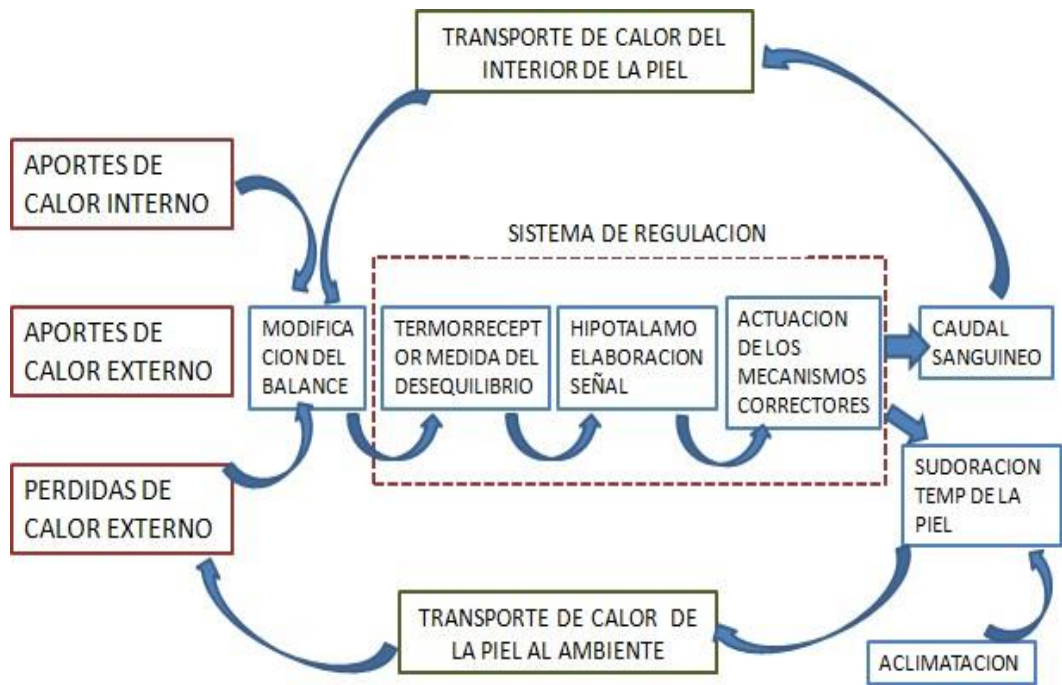 TRANSPORTE DE CALOR DEL
INTERIOR DE LA PIEL
APORTES DE
CALOR INTERNO
SISTEMA DE REGULACION
APORTES DE
CALOR EXTERNO
MODIFICA
CION DEL
BALANCE
TERMORRECEPT
OR MEDIDA DEL
DESEQUILIBRIO
HIPOTALAMO
ELABORACION
SEÑAL
ACTUACION
DE LOS
MECANISMOS
CORRECTORES
CAUDAL
SANGUINEO
PERDIDAS DE
CALOR EXTERNO
SUDORACION
TEMP DE LA
PIEL
TRANSPORTE DE CALOR DE
LA PIEL AL AMBIENTE
ACLIMATACION